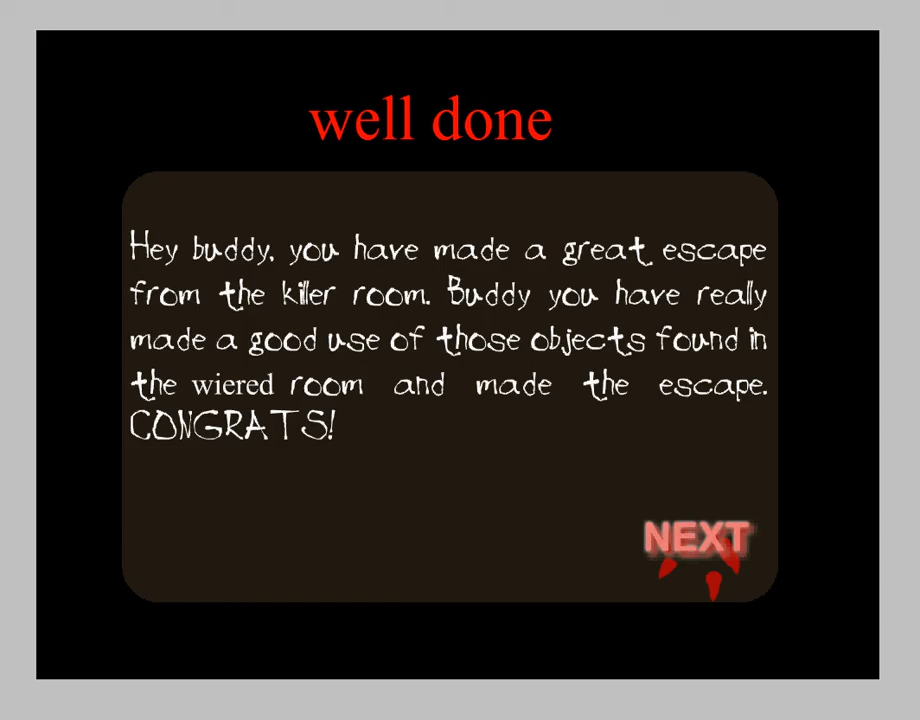 well done
Hey buddy, you have made a great escape
from the killer room. Buddy you have really
made a good use of those objects found in
the wiered room and made the escape.
CONGRATS!
NEXT